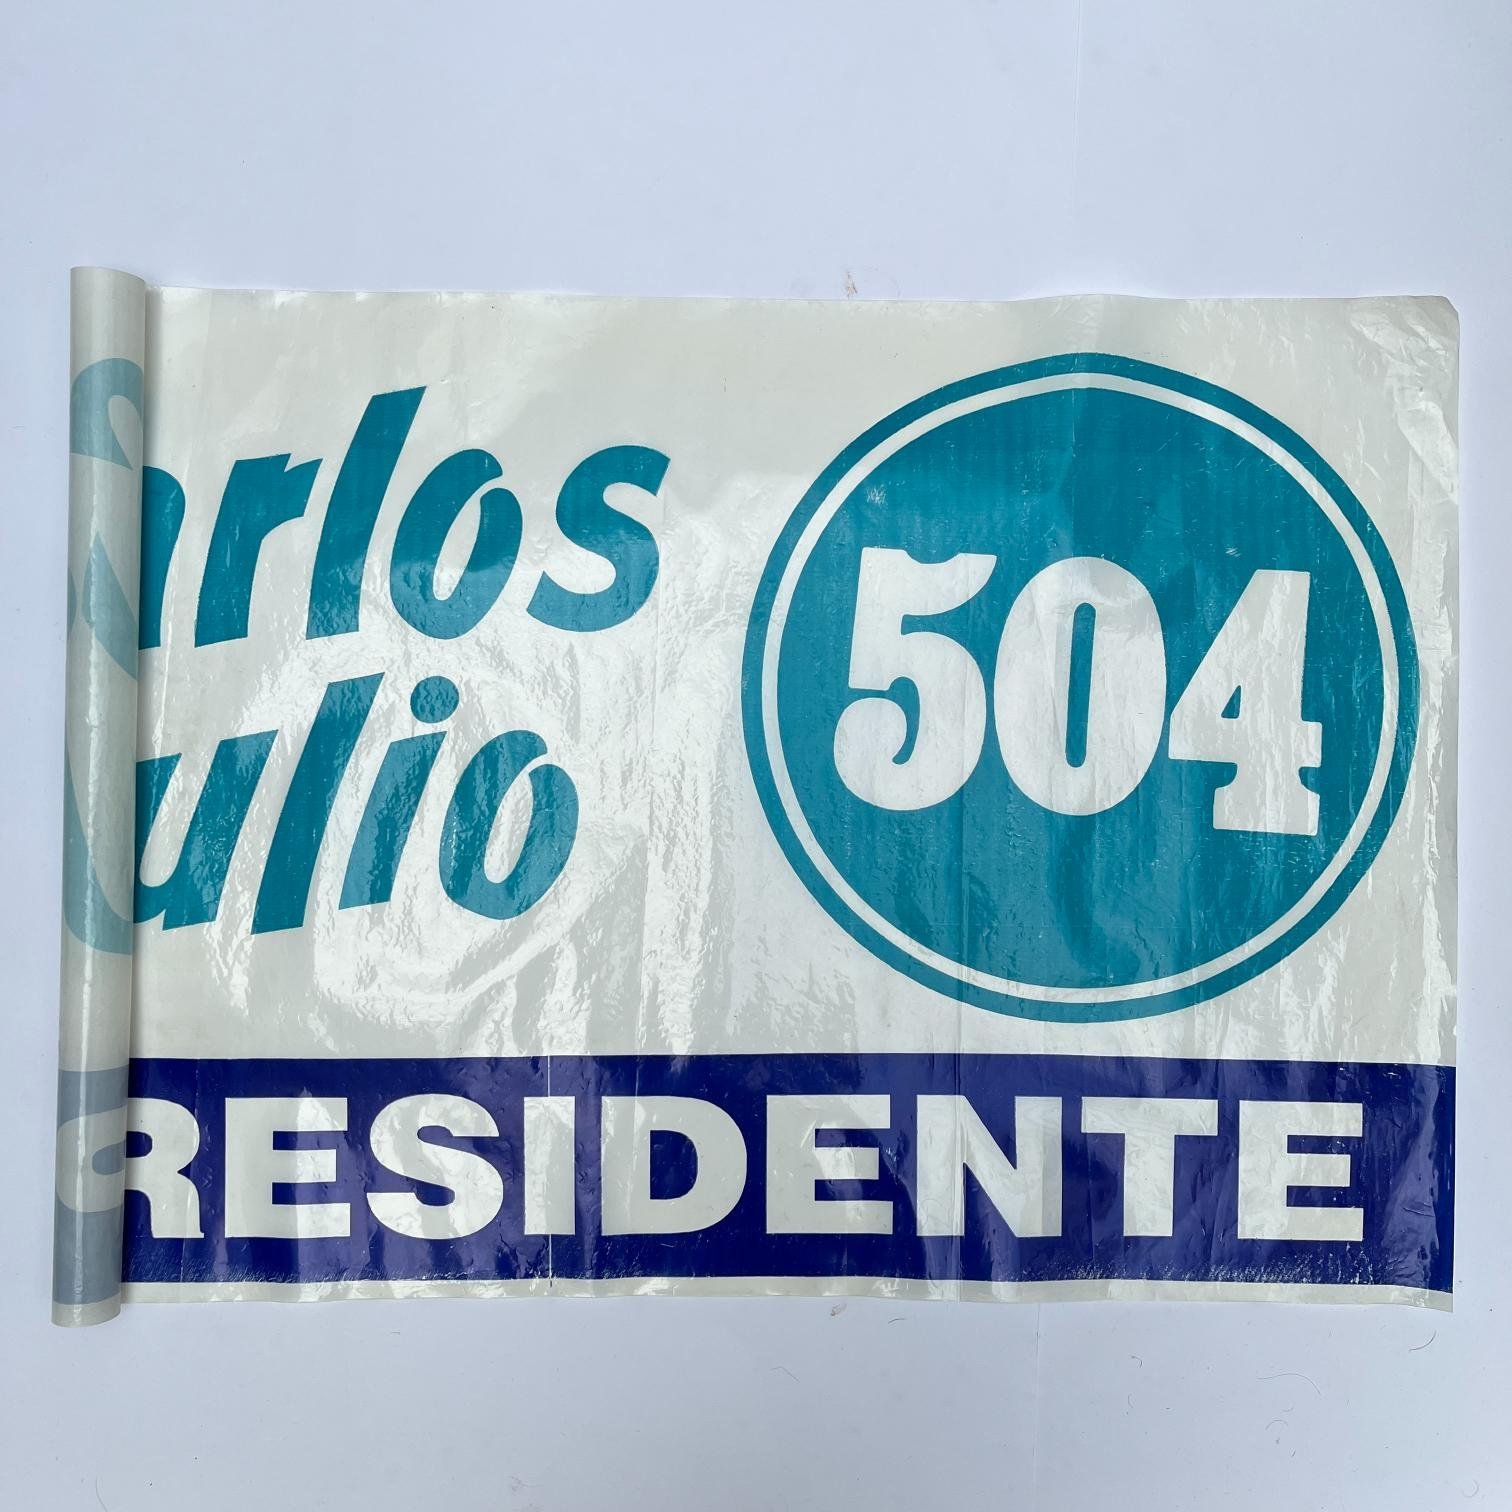 arlos
ulio
504
RESIDENTE